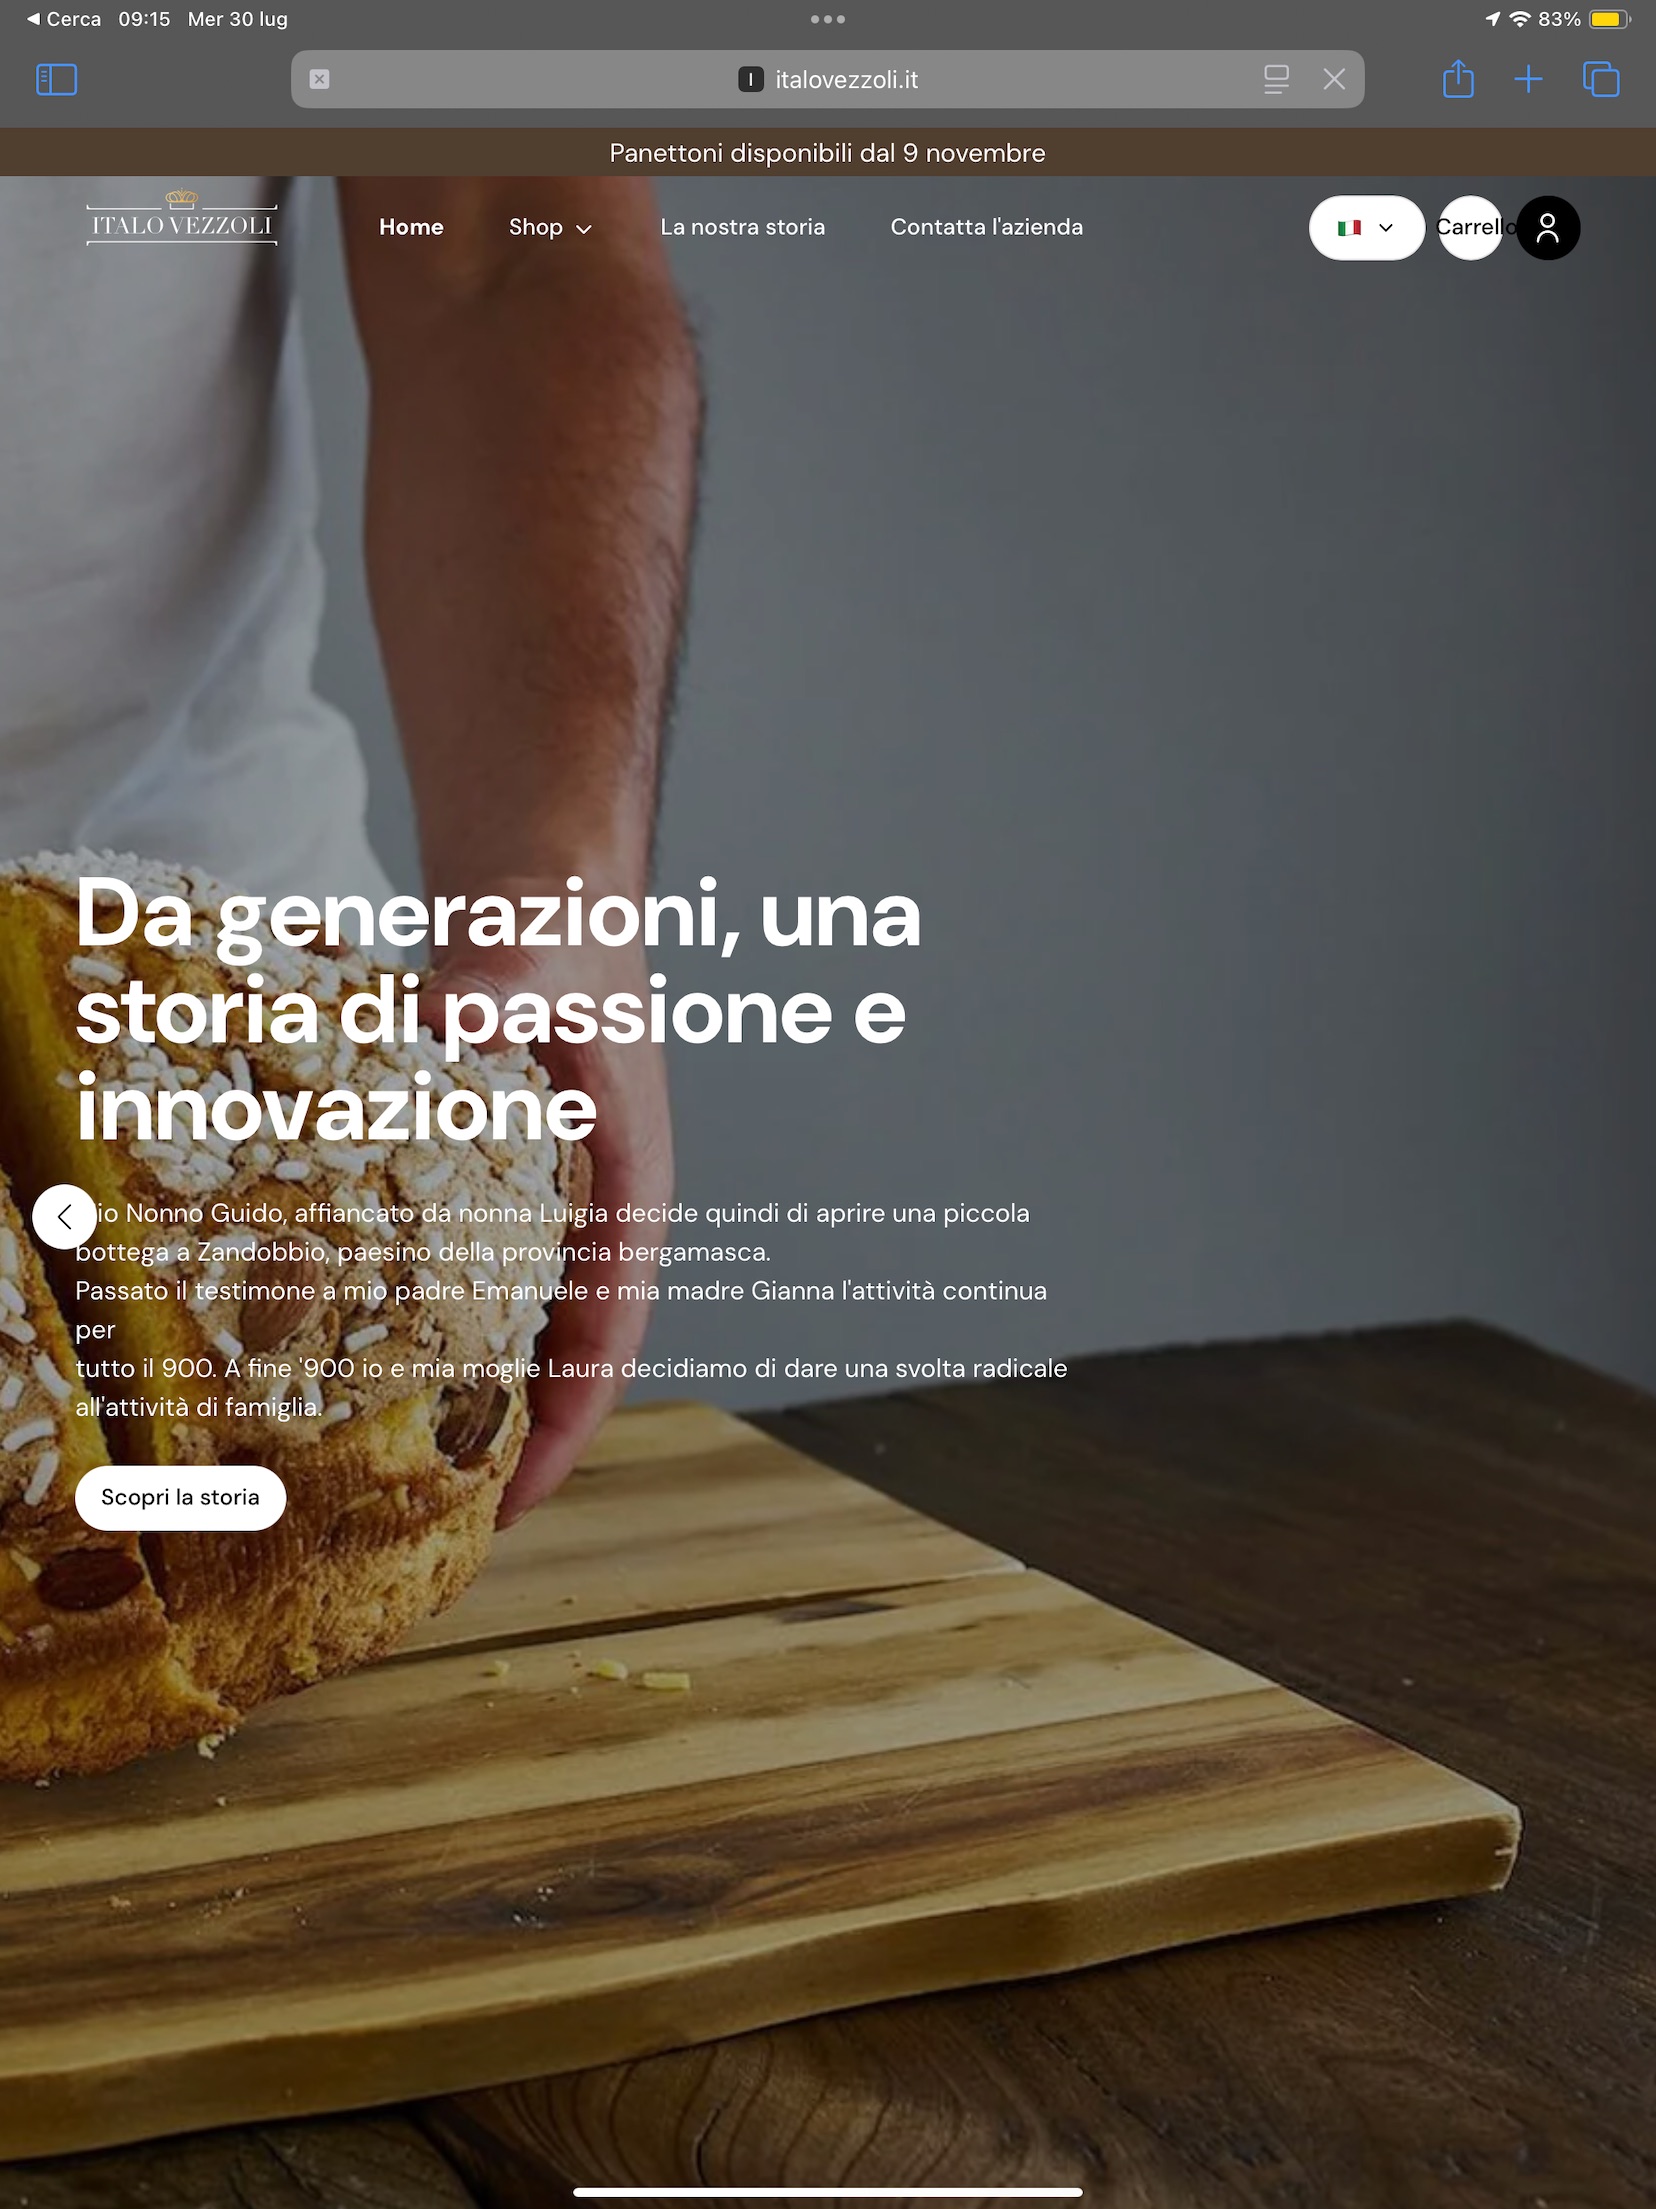 Cerca 09:15 Mer 30 lug
83%
italovezzoli.it
Panettoni disponibili dal 9 novembre
ITALO VEZZOLI
Home
Shop
La nostra storia
Contatta l'azienda
Carrello
Da generazioni, una
storia di passione e
innovazione
io Nonno Guido, affiancato da nonna Luigia decide quindi di aprire una piccola
bottega a Zandobbio, paesino della provincia bergamasca.
Passato il testimone a mio padre Emanuele e mia madre Gianna l'attività continua
per
tutto il 900. A fine '900 io e mia moglie Laura decidiamo di dare una svolta radicale
all'attività di famiglia.
Scopri la storia